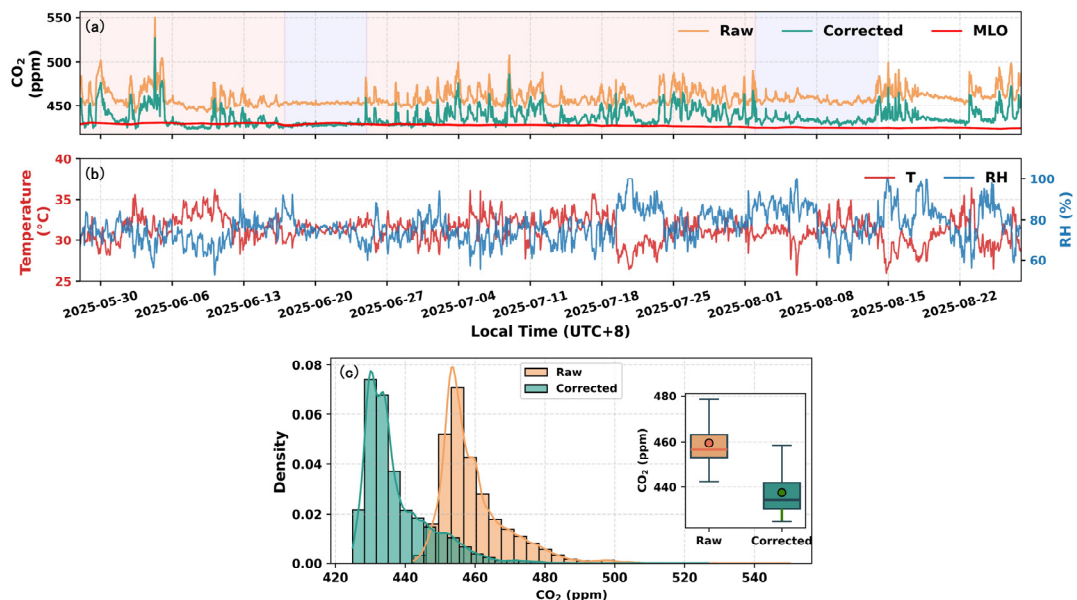 (a)
Raw
Corrected
MLO
CO₂
(ppm)
550
500
450
(b)
T
RH
Temperature
(°C)
40
35
30
25
RH (%)
100
80
60
2025-05-30
2025-06-06
2025-06-13
2025-06-20
2025-06-27
2025-07-04
2025-07-11
2025-07-18
2025-07-25
2025-08-01
2025-08-08
2025-08-15
2025-08-22
Local Time (UTC+8)
(c)
Raw
Corrected
Density
0.08
0.06
0.04
0.02
0.00
420
440
460
480
500
520
540
CO₂ (ppm)
CO₂ (ppm)
480
460
440
Raw
Corrected